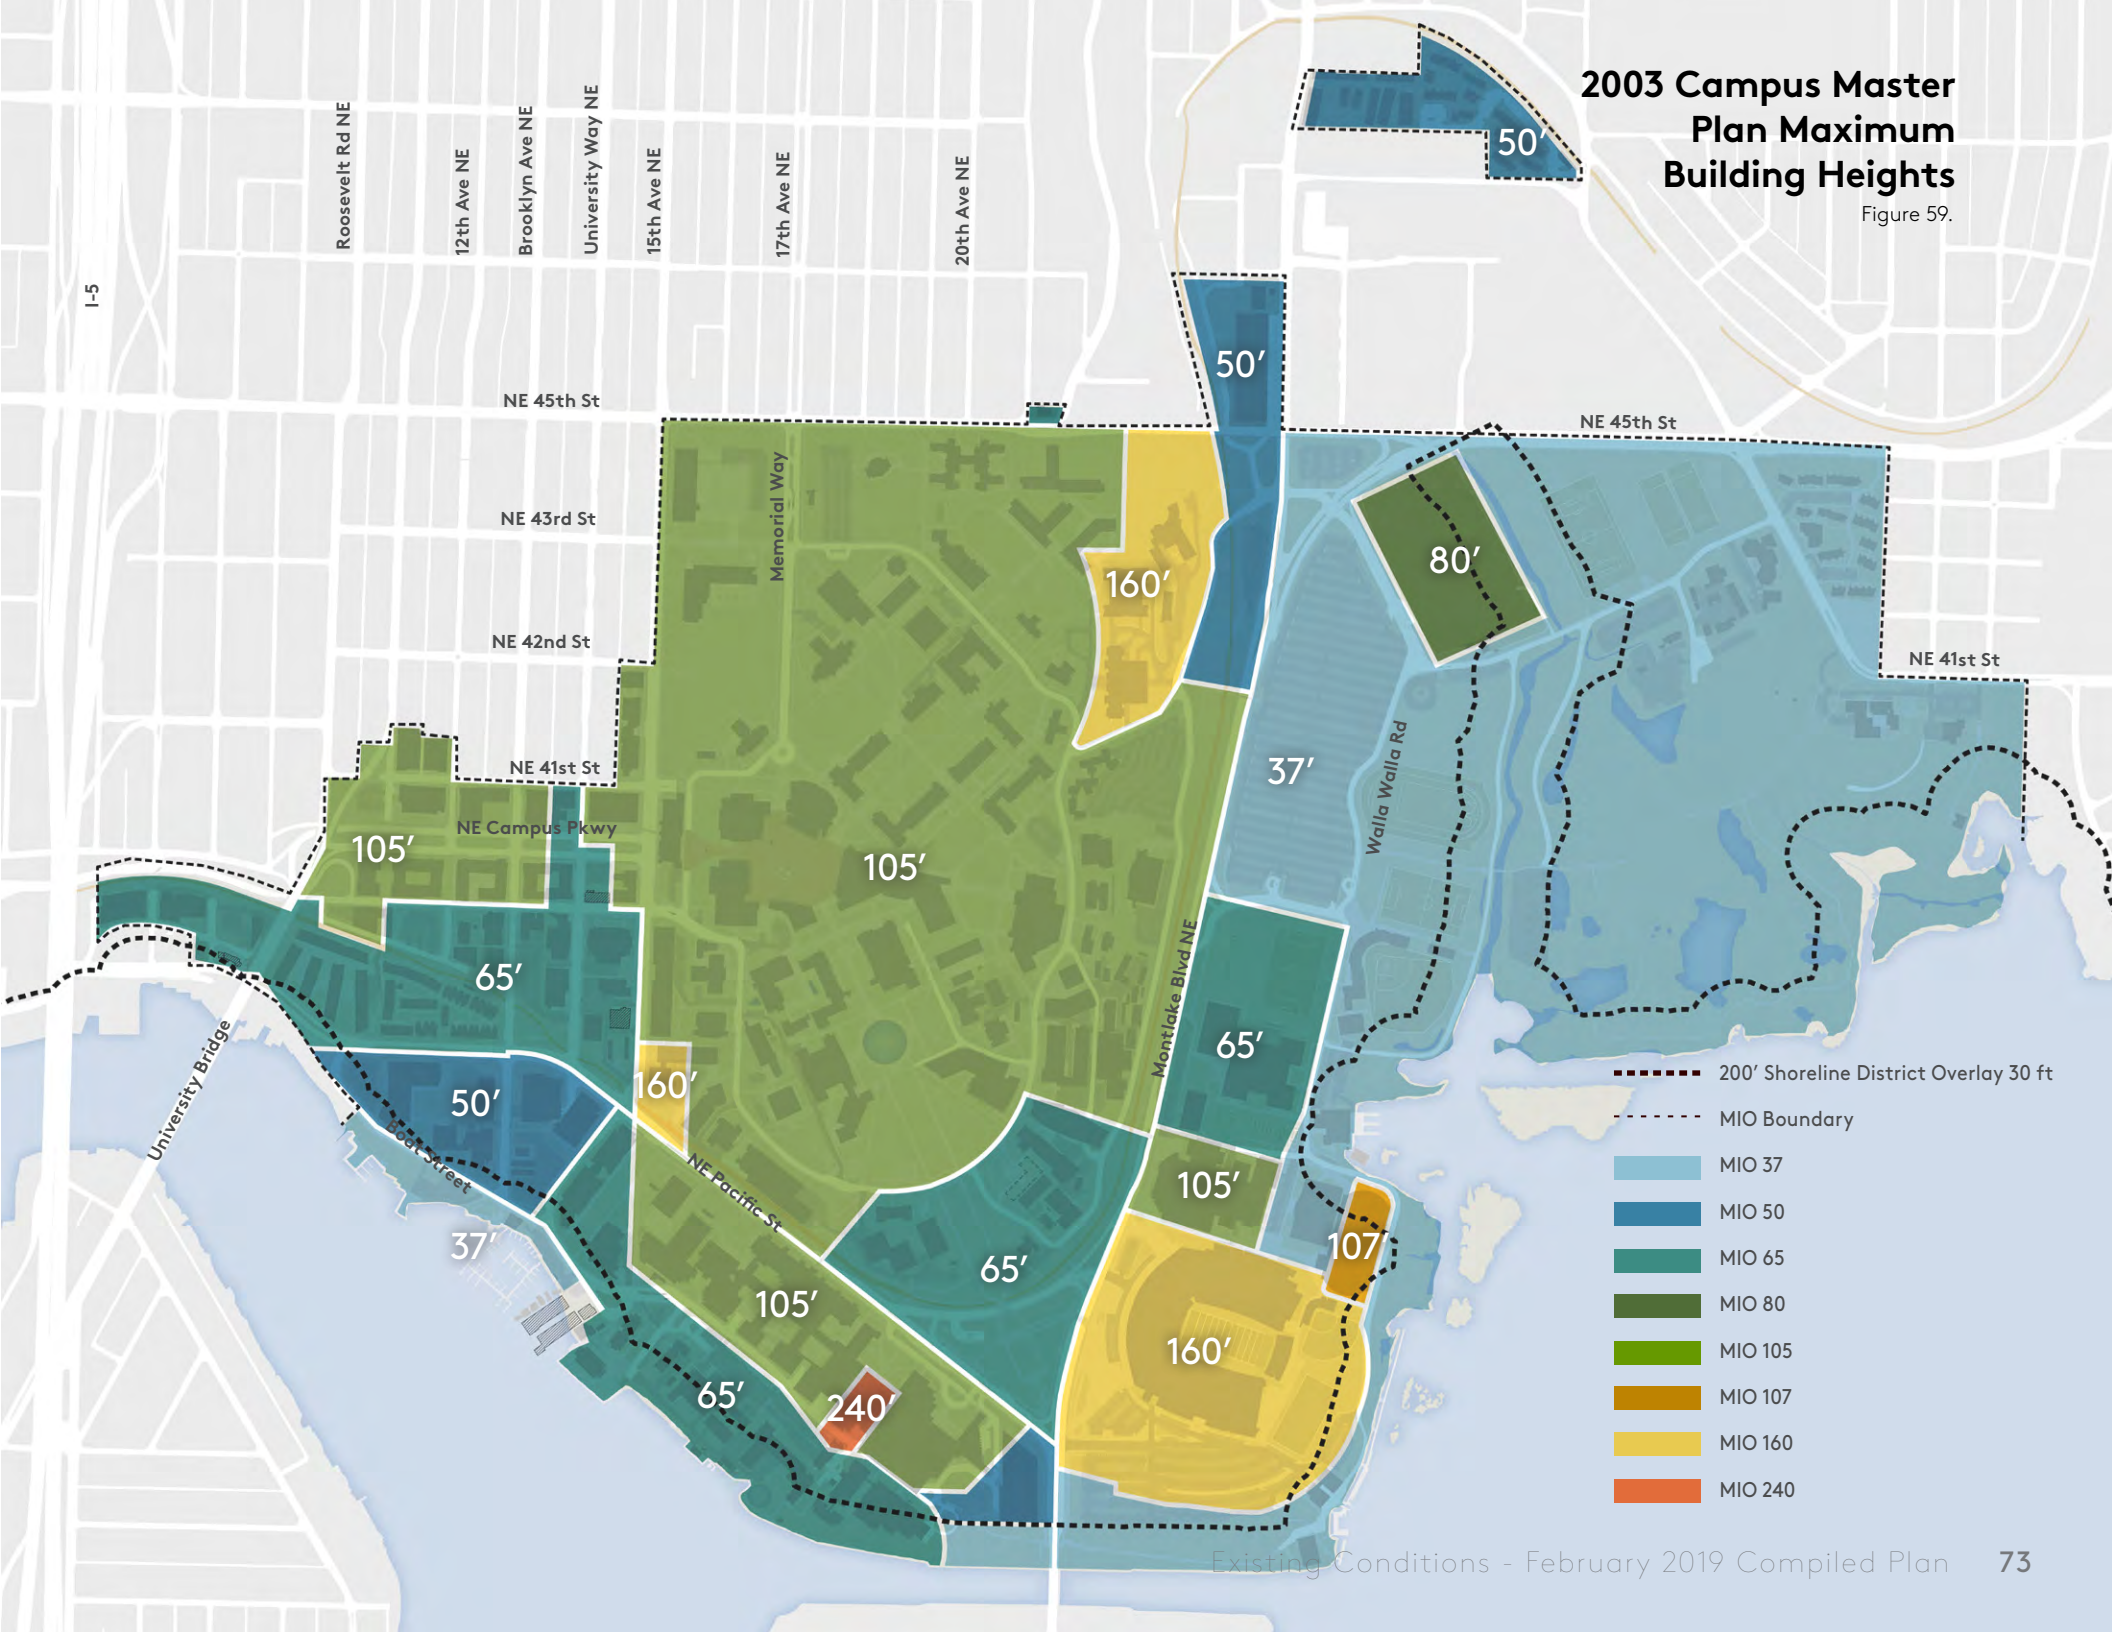 2003 Campus Master
Plan Maximum
Building Heights
Figure 59.
50′
Roosevelt Rd NE
12th Ave NE
Brooklyn Ave NE
University Way NE
15th Ave NE
17th Ave NE
20th Ave NE
I-5
50′
NE 45th St
NE 45th St
Memorial Way
NE 43rd St
160′
80′
NE 42nd St
NE 41st St
NE 41st St
37′
Walla Walla Rd
NE Campus Pkwy
105′
105′
65′
Montlake Blvd NE
65′
University Bridge
50′
160′
Boat Street
NE Pacific St
105′
37′
107′
65′
105′
160′
65′
240′
200′ Shoreline District Overlay 30 ft
MIO Boundary
MIO 37
MIO 50
MIO 65
MIO 80
MIO 105
MIO 107
MIO 160
MIO 240
Existing Conditions - February 2019 Compiled Plan 73